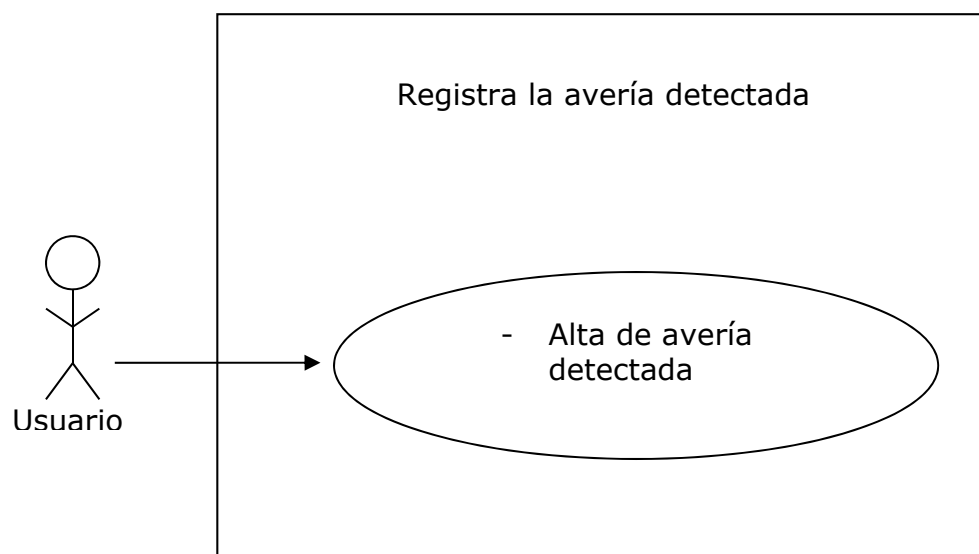 Registra la avería detectada
- Alta de avería
detectada
Usuario